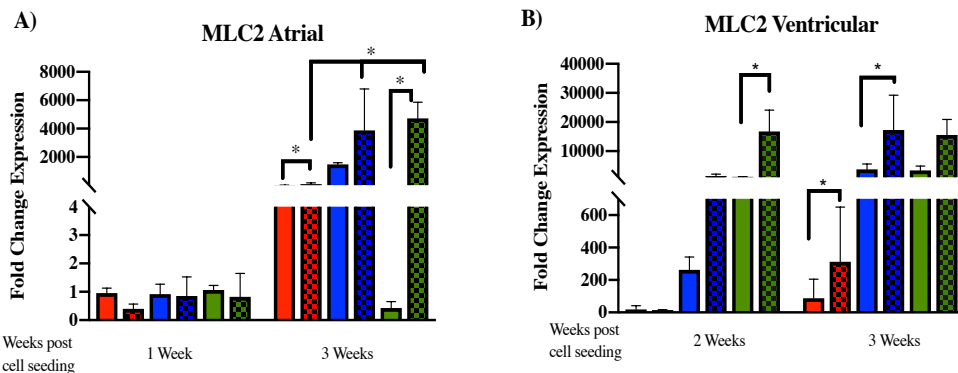 A)
MLC2 Atrial
Fold Change Expression
8000
6000
4000
2000
4
3
2
1
0
*
*
*
Weeks post
cell seeding
1 Week
3 Weeks
B)
MLC2 Ventricular
Fold Change Expression
40000
30000
20000
10000
600
400
200
0
*
*
*
Weeks post
cell seeding
2 Weeks
3 Weeks